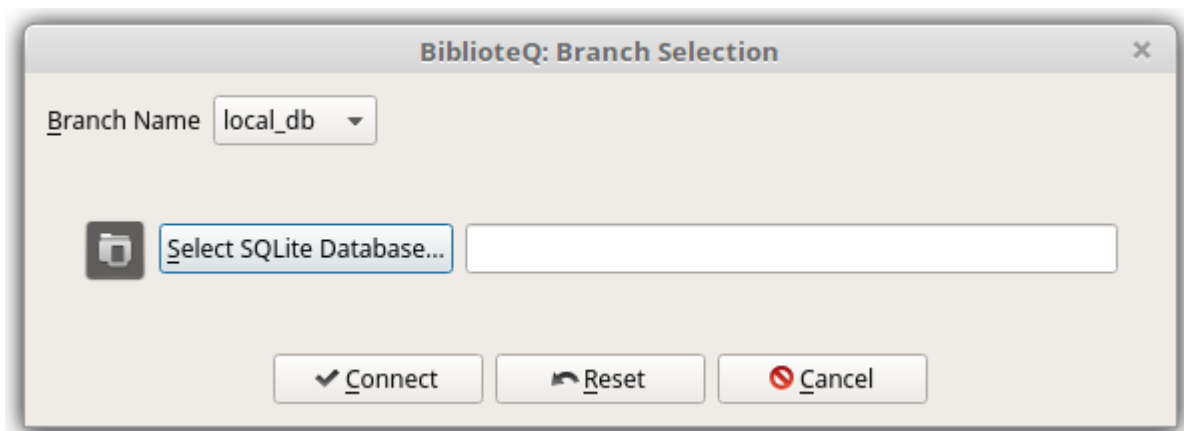 BiblioteQ: Branch Selection
Branch Name local_db
Select SQLite Database...
Connect Reset Cancel